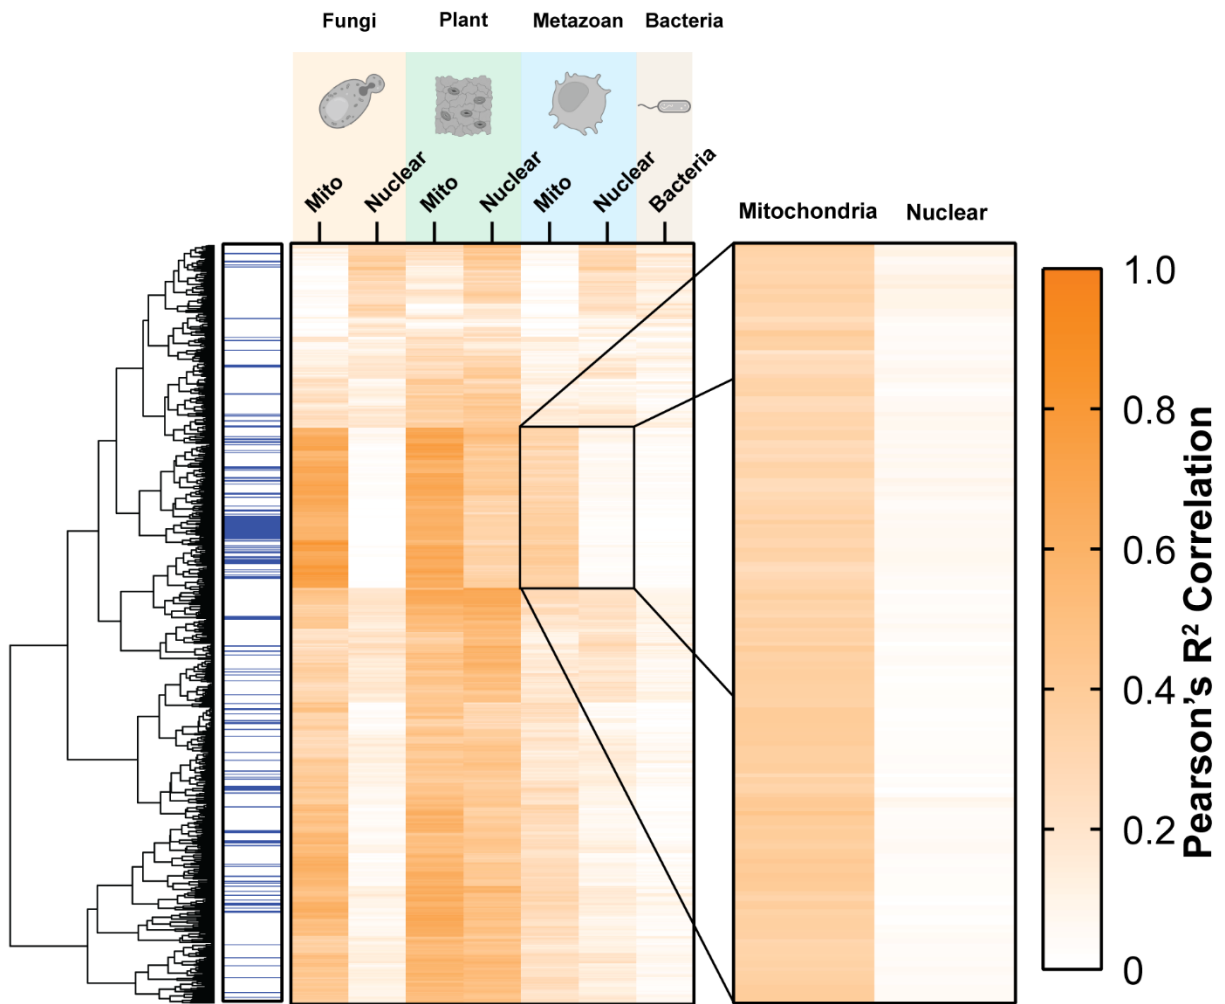 Fungi Plant Metazoan Bacteria
Mito Nuclear Mito Nuclear Mito Nuclear Bacteria
Mitochondria Nuclear
1.0
0.8
0.6
0.4
0.2
0
Pearson's R² Correlation